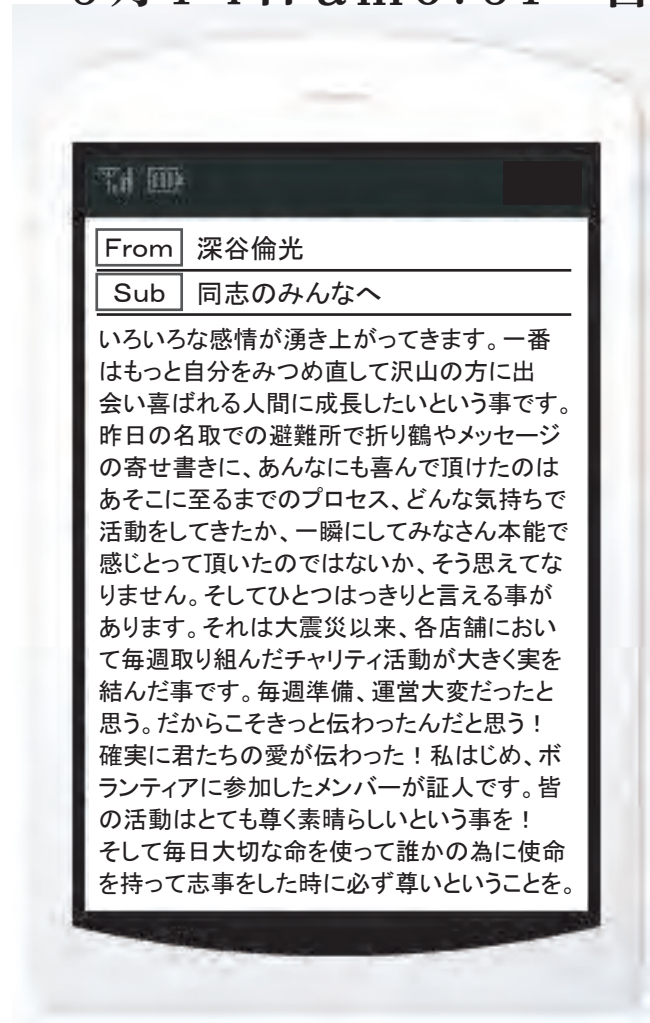 From 深谷倫光
Sub 同志のみんなへ
いろいろな感情が湧き上がってきます。一番
はもっと自分をみつめ直して沢山の方に出
会い喜ばれる人間に成長したいという事です。
昨日の名取での避難所で折り鶴やメッセージ
の寄せ書きに、あんなにも喜んで頂けたのは
あそこに至るまでのプロセス、どんな気持ちで
活動をしてきたか、一瞬にしてみなさん本能で
感じとって頂いたのではないか、そう思えてな
りません。そしてひとつはっきりと言える事が
あります。それは大震災以来、各店舗におい
て毎週取り組んだチャリティ活動が大きく実を
結んだ事です。毎週準備、運営大変だったと
思う。だからこそきっと伝わったんだと思う！
確実に君たちの愛が伝わった！私はじめ、ボ
ランティアに参加したメンバーが証人です。皆
の活動はとても尊く素晴らしいという事を！
そして毎日大切な命を使って誰かの為に使命
を持って志事をした時に必ず尊いということを。